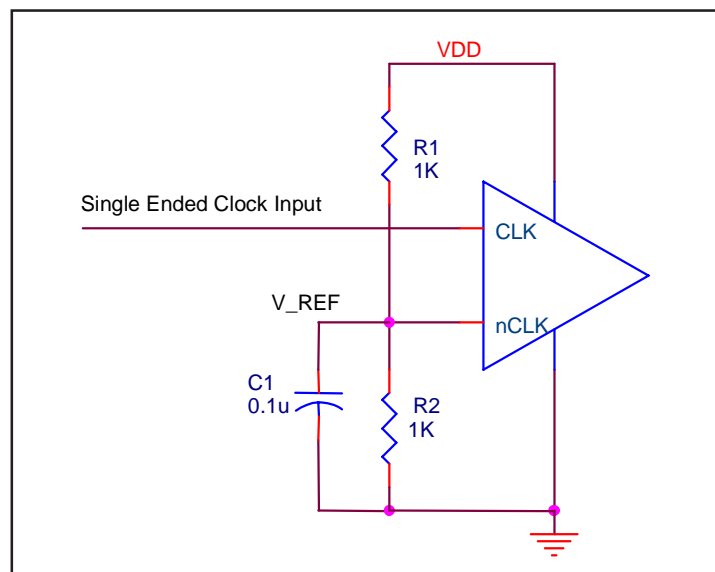 VDD
R1
1K
Single Ended Clock Input
CLK
V_REF
nCLK
C1
0.1u
R2
1K